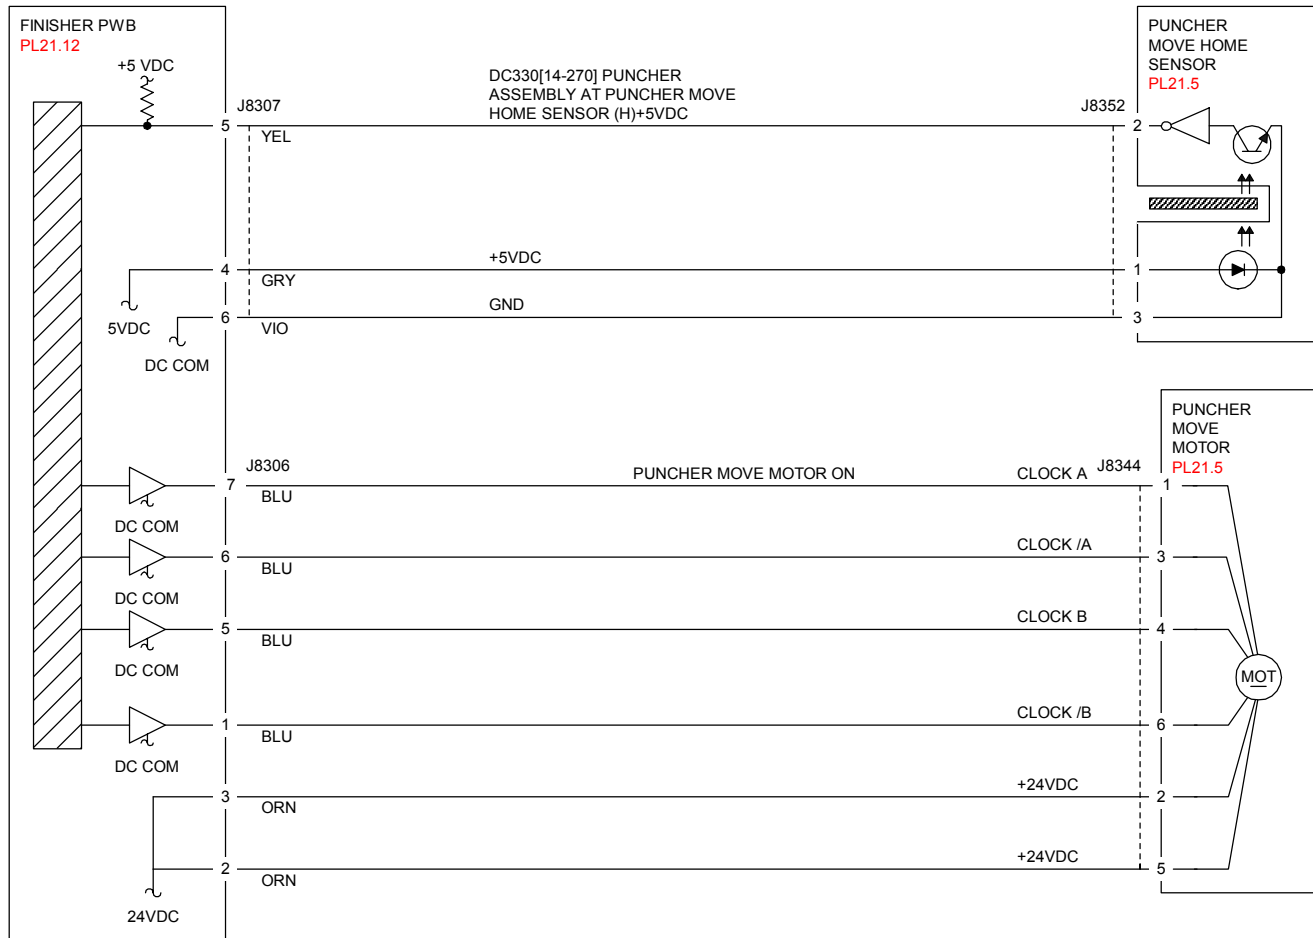 FINISHER PWB
PL21.12
+5 VDC
J8307
5
YEL
DC330[14-270] PUNCHER
ASSEMBLY AT PUNCHER MOVE
HOME SENSOR (H)+5VDC
J8352
2
PUNCHER
MOVE HOME
SENSOR
PL21.5
4
GRY
+5VDC
1
5VDC
6
VIO
GND
3
DC COM
PUNCHER
MOVE
MOTOR
PL21.5
J8306
7
BLU
PUNCHER MOVE MOTOR ON
CLOCK A
J8344
1
DC COM
6
BLU
CLOCK /A
3
DC COM
5
BLU
CLOCK B
4
DC COM
MOT
1
BLU
CLOCK /B
6
DC COM
3
ORN
+24VDC
2
2
ORN
+24VDC
5
24VDC